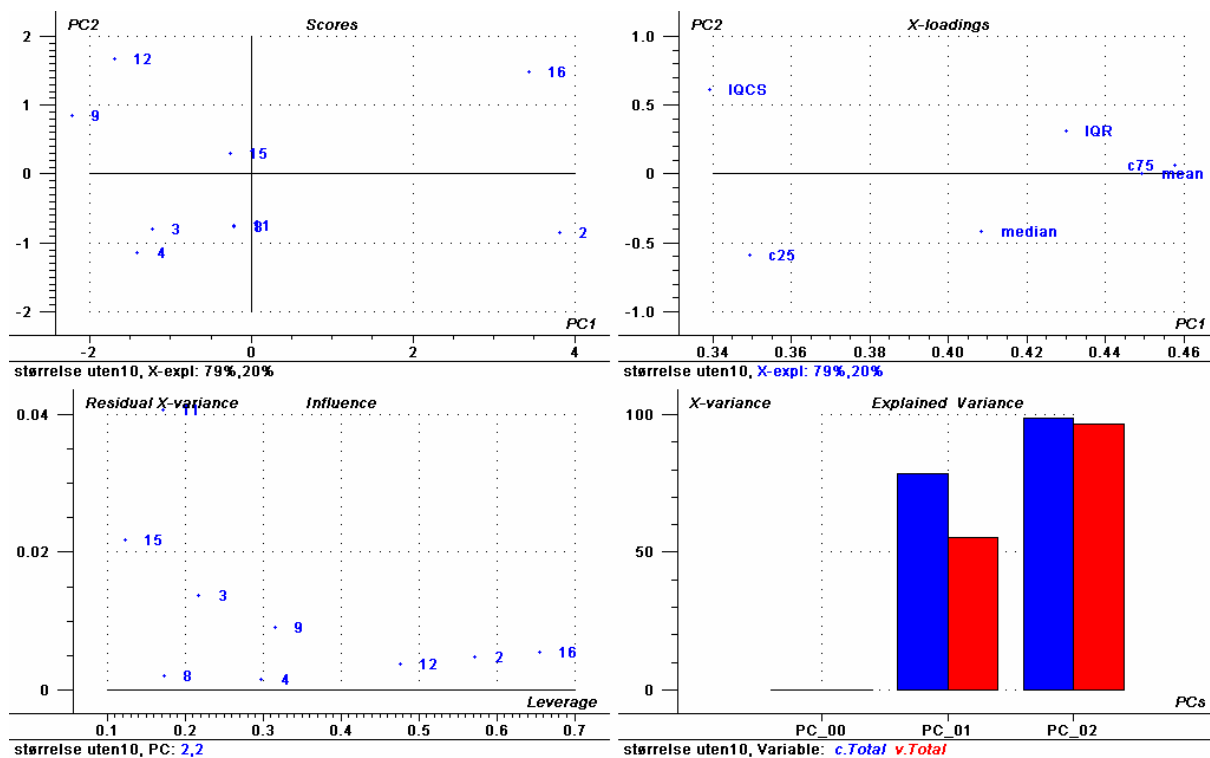 PC2 Scores
2
1
0
-1
-2
12
16
9
15
3
11
8
4
2
PC1
-2 0 2 4
størrelse uten10, X-expl: 79%,20%
PC2 X-loadings
1.0
0.5
0
-0.5
-1.0
IQCS
IQR
c75
mean
median
c25
PC1
0.34 0.36 0.38 0.40 0.42 0.44 0.46
størrelse uten10, X-expl: 79%,20%
Residual X-variance Influence
0.04
0.02
0
11
15
3
9
8
4
12
2
16
Leverage
0.1 0.2 0.3 0.4 0.5 0.6 0.7
størrelse uten10, PC: 2,2
X-variance Explained Variance
100
50
0
PCs
PC_00 PC_01 PC_02
størrelse uten10, Variable: c.Total v.Total